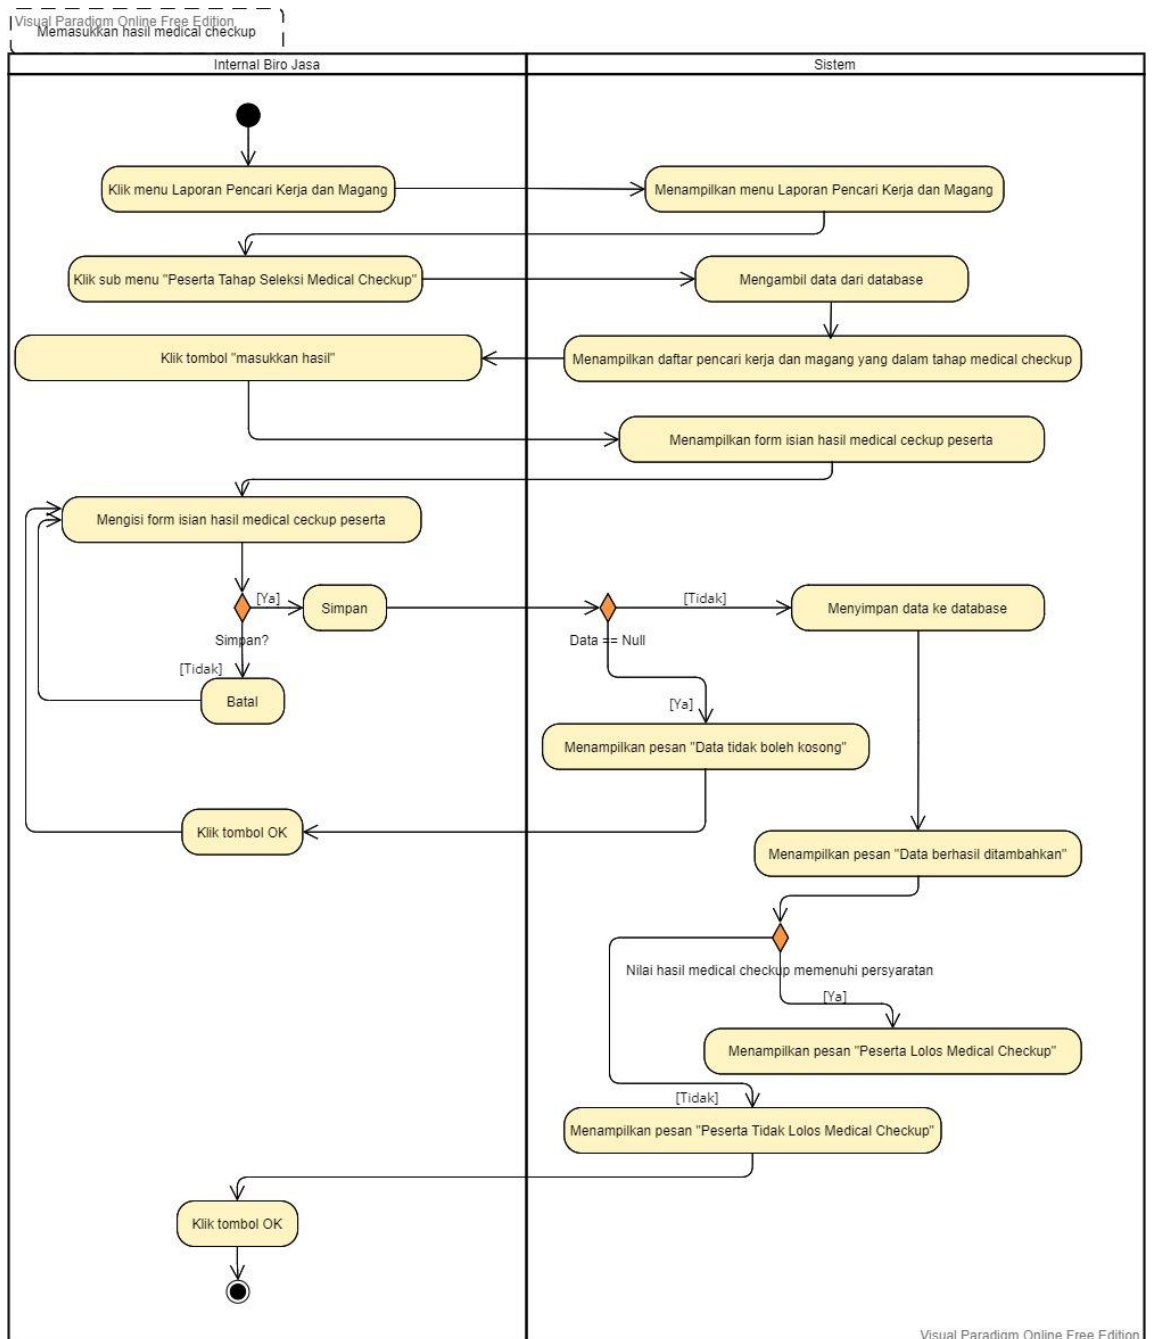 Visual Paradigm Online Free Edition
Memasukkan hasil medical checkup
Internal Biro Jasa
Sistem
Klik menu Laporan Pencari Kerja dan Magang
Menampilkan menu Laporan Pencari Kerja dan Magang
Klik sub menu "Peserta Tahap Seleksi Medical Checkup"
Mengambil data dari database
Klik tombol "masukkan hasil"
Menampilkan daftar pencari kerja dan magang yang dalam tahap medical checkup
Menampilkan form isian hasil medical ceckup peserta
Mengisi form isian hasil medical ceckup peserta
[Ya]
Simpan
[Tidak]
Menyimpan data ke database
Simpan?
Data == Null
[Tidak]
Batal
[Ya]
Menampilkan pesan "Data tidak boleh kosong"
Klik tombol OK
Menampilkan pesan "Data berhasil ditambahkan"
Nilai hasil medical checkup memenuhi persyaratan
[Ya]
Menampilkan pesan "Peserta Lolos Medical Checkup"
[Tidak]
Menampilkan pesan "Peserta Tidak Lolos Medical Checkup"
Klik tombol OK
Visual Paradigm Online Free Edition